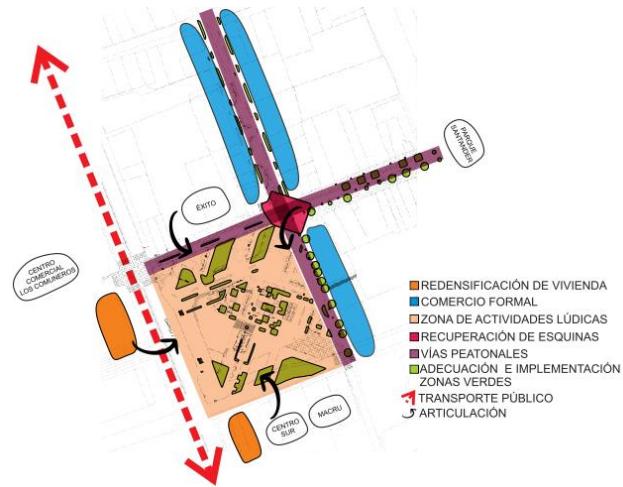 PARQUE
SANTANDER
ÉXITO
CENTRO
COMERCIAL
LOS COMUNEROS
CENTRO
SUR
MACRU
REDENSIFICACIÓN DE VIVIENDA
COMERCIO FORMAL
ZONA DE ACTIVIDADES LÚDICAS
RECUPERACIÓN DE ESQUINAS
VÍAS PEATONALES
ADECUACIÓN E IMPLEMENTACIÓN
ZONAS VERDES
TRANSPORTE PÚBLICO
ARTICULACIÓN